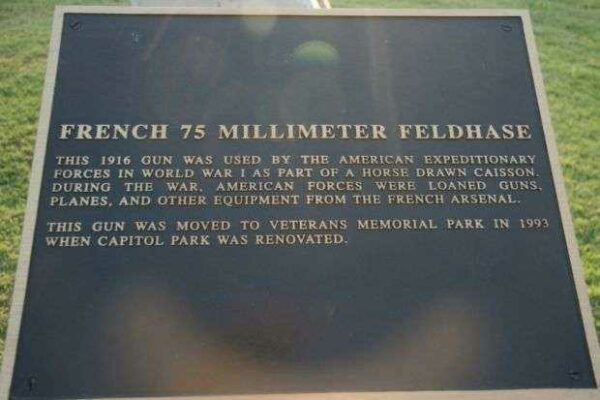 FRENCH 75 MILLIMETER FELDHASE
THIS 1916 GUN WAS USED BY THE AMERICAN EXPEDITIONARY
FORCES IN WORLD WAR I AS PART OF A HORSE DRAWN CAISSON.
DURING THE WAR, AMERICAN FORCES WERE LOANED GUNS,
PLANES, AND OTHER EQUIPMENT FROM THE FRENCH ARSENAL.
THIS GUN WAS MOVED TO VETERANS MEMORIAL PARK IN 1993
WHEN CAPITOL PARK WAS RENOVATED.